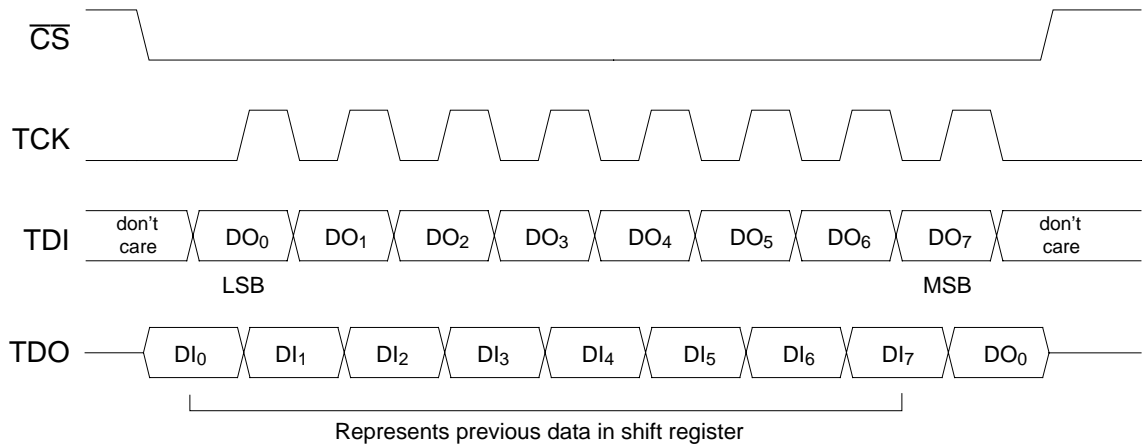 CS
TCK
TDI don't care DO0 DO1 DO2 DO3 DO4 DO5 DO6 DO7 don't care
LSB MSB
TDO DI0 DI1 DI2 DI3 DI4 DI5 DI6 DI7 DO0
Represents previous data in shift register